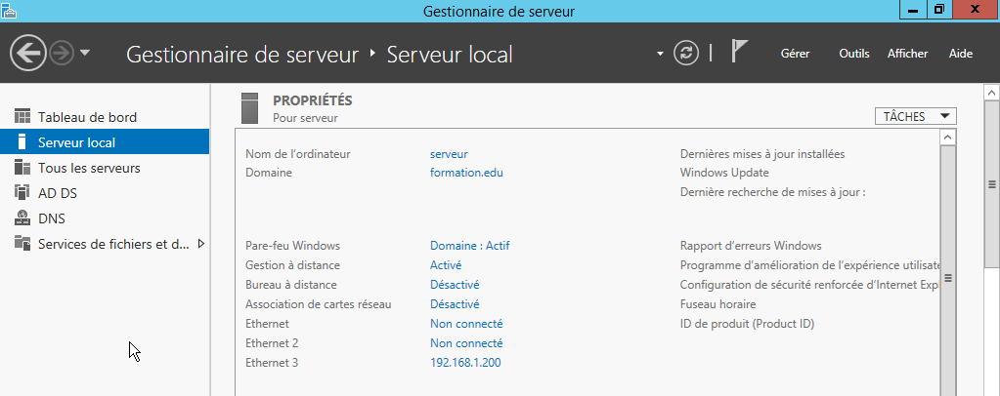 Gestionnaire de serveur
Gestionnaire de serveur ‣ Serveur local
Gérer Outils Afficher Aide
Tableau de bord
Serveur local
Tous les serveurs
AD DS
DNS
Services de fichiers et d...
PROPRIÉTÉS
Pour serveur
TÂCHES
Nom de l'ordinateur serveur Dernières mises à jour installées
Domaine formation.edu Windows Update
Dernière recherche de mises à jour :
Pare-feu Windows Domaine : Actif Rapport d'erreurs Windows
Gestion à distance Activé Programme d'amélioration de l'expérience utilisate
Bureau à distance Désactivé Configuration de sécurité renforcée d'Internet Expl
Association de cartes réseau Désactivé Fuseau horaire
Ethernet Non connecté ID de produit (Product ID)
Ethernet 2 Non connecté
Ethernet 3 192.168.1.200